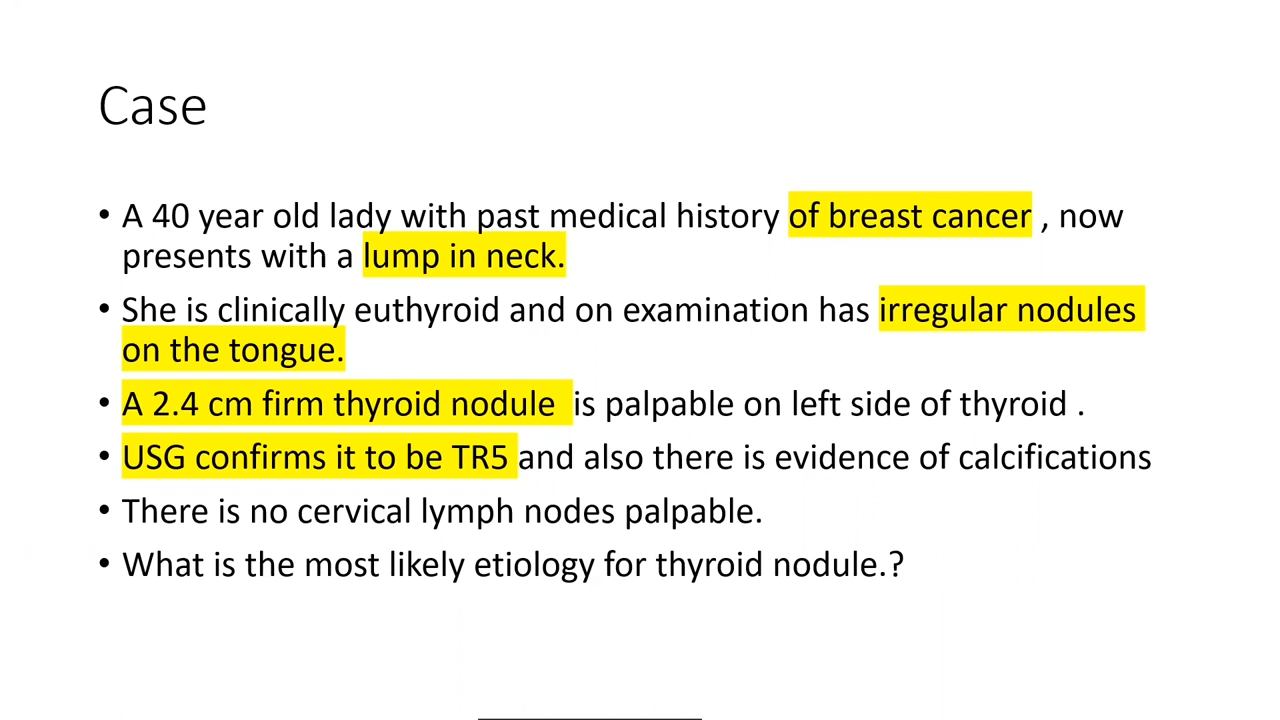 Case
• A 40 year old lady with past medical history of breast cancer , now
presents with a lump in neck.
• She is clinically euthyroid and on examination has irregular nodules
on the tongue.
• A 2.4 cm firm thyroid nodule is palpable on left side of thyroid .
• USG confirms it to be TR5 and also there is evidence of calcifications
• There is no cervical lymph nodes palpable.
• What is the most likely etiology for thyroid nodule.?